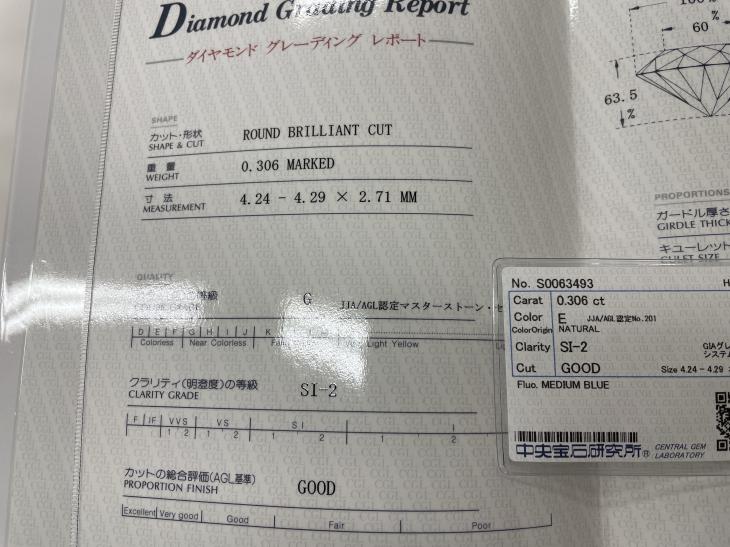 Diamond Grading Report
ダイヤモンド グレーディング レポート
SHAPE
カット・形状
SHAPE & CUT
ROUND BRILLIANT CUT
重量
WEIGHT
0.306 MARKED
寸法
MEASUREMENT
4.24 - 4.29 × 2.71 MM
100%
60 %
63.5 %
PROPORTIONS
ガードル厚さ
GIRDLE THICK
キューレット
CULET SIZE
QUALITY
等級
G
JJA/AGL認定マスターストーン・セ
D E F G H I J K
Colorless Near Colorless Light Yellow
クラリティ(明澄度)の等級
CLARITY GRADE
SI-2
F IF VVS VS SI I
1 2 1 2 1 2 1 2
カットの総合評価(AGL基準)
PROPORTION FINISH
GOOD
Excellent Very good Good Fair Poor
No. S0063493
Carat 0.306 ct
Color E JJA/AGL認定No.201
ColorOrigin NATURAL
Clarity SI-2
GIAグレ
システム
Cut GOOD Size 4.24 - 4.29
Fluo. MEDIUM BLUE
中央宝石研究所® CENTRAL GEM
LABORATORY